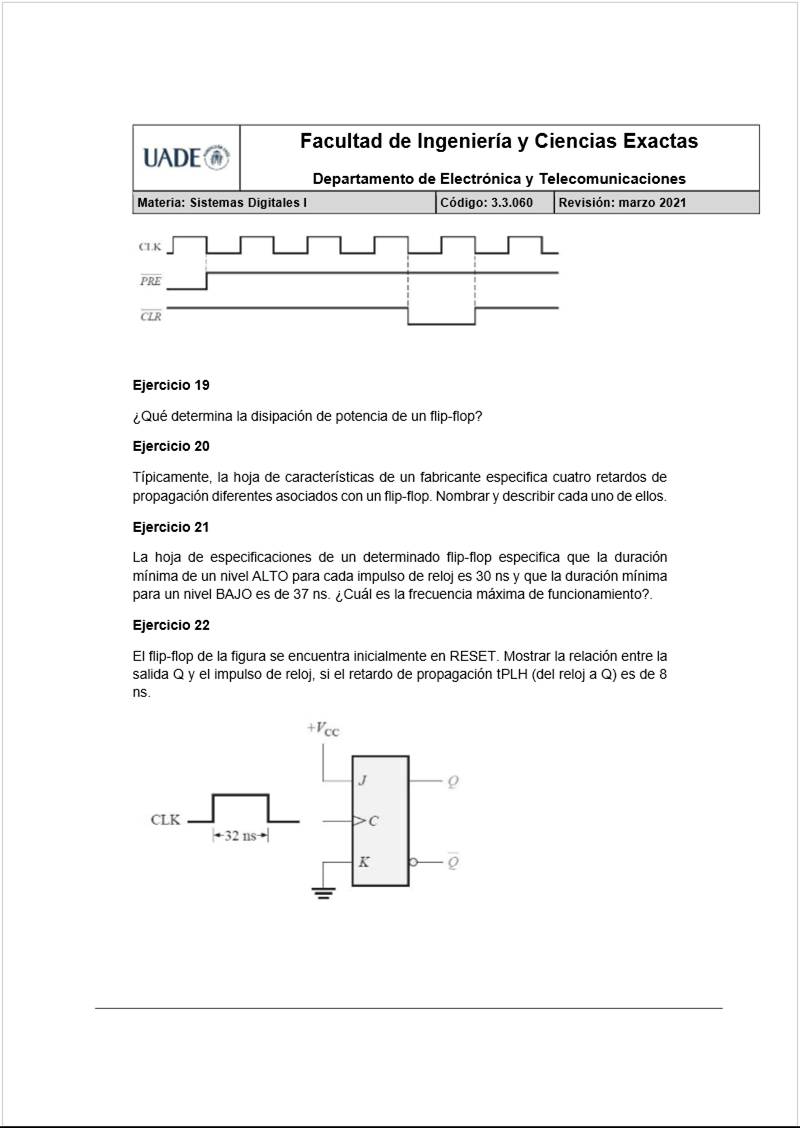 UADE
Facultad de Ingeniería y Ciencias Exactas
Departamento de Electrónica y Telecomunicaciones
Materia: Sistemas Digitales I Código: 3.3.060 Revisión: marzo 2021
CLK
PRE
CLR
Ejercicio 19
¿Qué determina la disipación de potencia de un flip-flop?
Ejercicio 20
Típicamente, la hoja de características de un fabricante especifica cuatro retardos de
propagación diferentes asociados con un flip-flop. Nombrar y describir cada uno de ellos.
Ejercicio 21
La hoja de especificaciones de un determinado flip-flop especifica que la duración
mínima de un nivel ALTO para cada impulso de reloj es 30 ns y que la duración mínima
para un nivel BAJO es de 37 ns. ¿Cuál es la frecuencia máxima de funcionamiento?.
Ejercicio 22
El flip-flop de la figura se encuentra inicialmente en RESET. Mostrar la relación entre la
salida Q y el impulso de reloj, si el retardo de propagación tPLH (del reloj a Q) es de 8
ns.
+VCC
J
Q
CLK
C
32 ns
K
Q